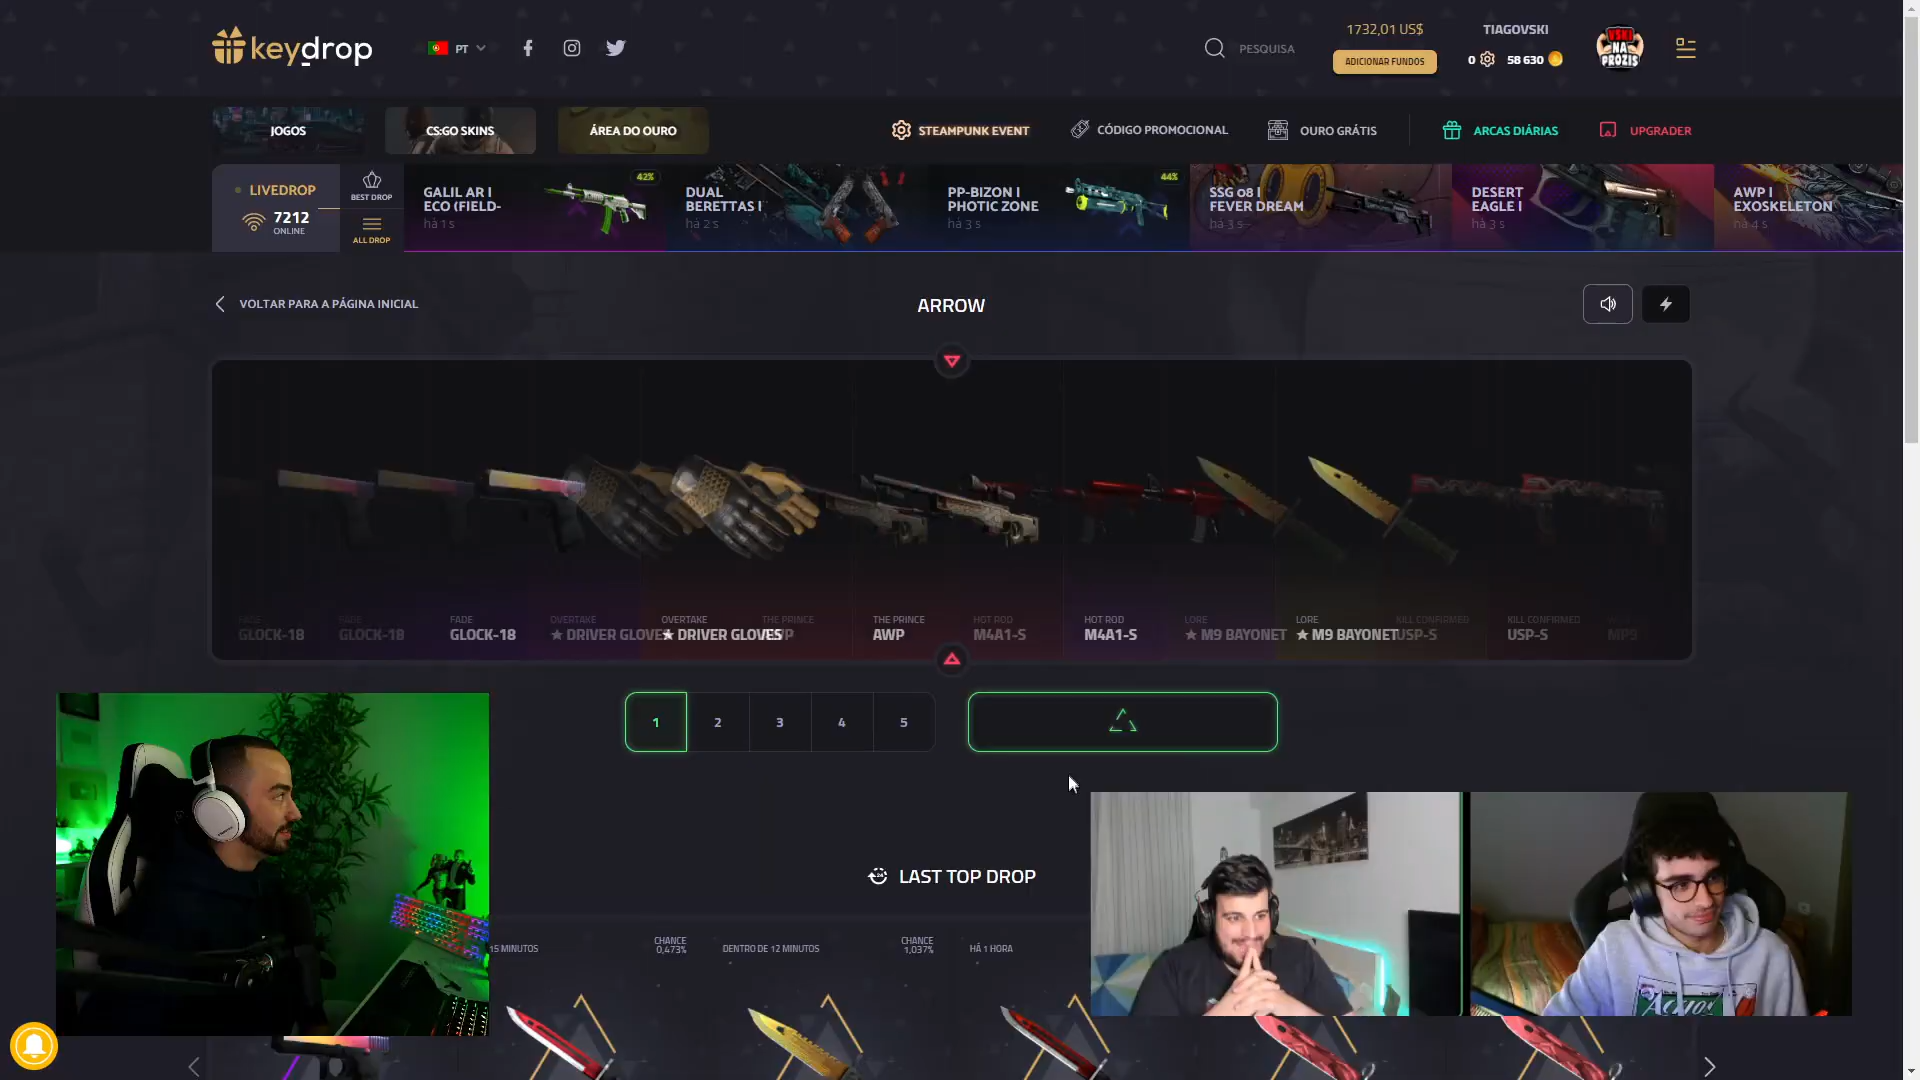 keydrop
PT
PESQUISA
1732,01 US$
ADICIONAR FUNDOS
TIAGOVSKI
0
58 630
VSKI
NA
PROZIS
JOGOS
CS:GO SKINS
ÁREA DO OURO
STEAMPUNK EVENT
CÓDIGO PROMOCIONAL
OURO GRÁTIS
ARCAS DIÁRIAS
UPGRADER
LIVEDROP
7212
ONLINE
BEST DROP
ALL DROP
GALIL AR |
ECO (FIELD-
há 1 s
42%
DUAL
BERETTAS |
há 2 s
PP-BIZON |
PHOTIC ZONE
há 3 s
44%
SSG 08 |
FEVER DREAM
há 3 s
DESERT
EAGLE |
há 3 s
AWP |
EXOSKELETON
há 4 s
VOLTAR PARA A PÁGINA INICIAL
ARROW
FADE
GLOCK-18
FADE
GLOCK-18
FADE
GLOCK-18
OVERTAKE
★ DRIVER GLOVES
OVERTAKE
★ DRIVER GLOVES
THE PRINCE
THE PRINCE
AWP
HOT ROD
M4A1-S
HOT ROD
M4A1-S
LORE
★ M9 BAYONET
LORE
★ M9 BAYONET
KILL CONFIRMED
USP-S
KILL CONFIRMED
USP-S
MP9
1
2
3
4
5
LAST TOP DROP
15 MINUTOS
CHANCE
0,473%
DENTRO DE 12 MINUTOS
CHANCE
1,037%
HÁ 1 HORA